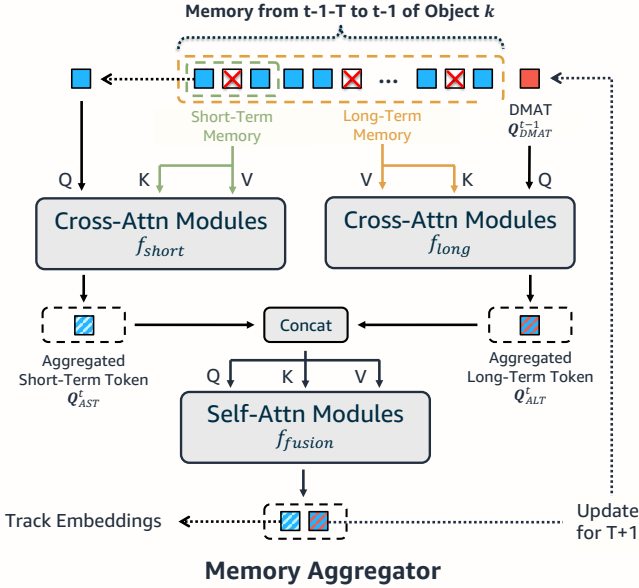 Memory from t-1-T to t-1 of Object k
...
DMAT
Q^{t-1}_{DMAT}
Short-Term
Memory
Long-Term
Memory
Q K V V K Q
Cross-Attn Modules
f_{short}
Cross-Attn Modules
f_{long}
Concat
Aggregated
Short-Term Token
Q^t_{AST}
Aggregated
Long-Term Token
Q^t_{ALT}
Q K V
Self-Attn Modules
f_{fusion}
Track Embeddings
Update
for T+1
Memory Aggregator